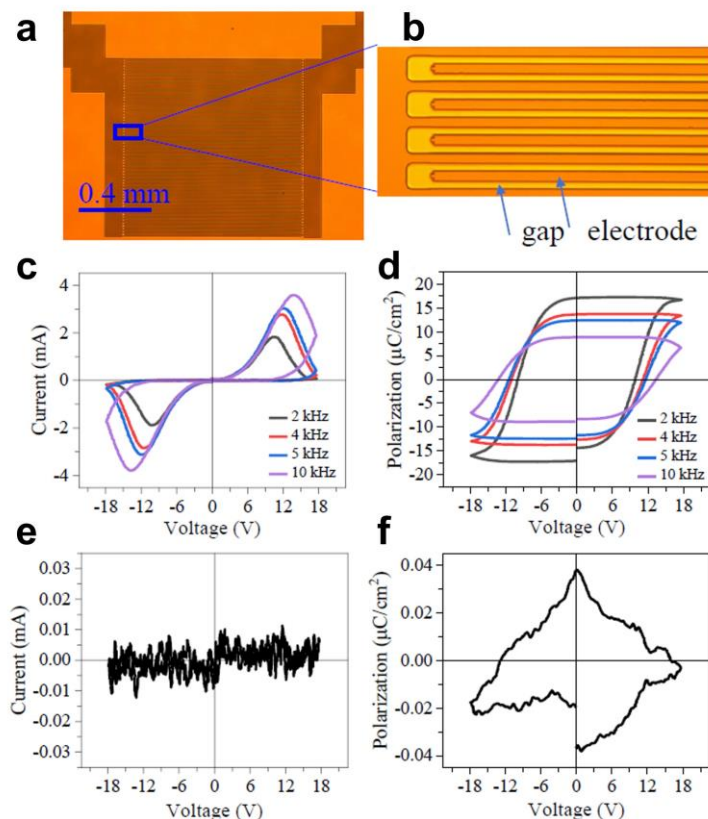 a
b
0.4 mm
gap electrode
c
d
Current (mA)
4
2
0
-2
-4
-18 -12 -6 0 6 12 18
Voltage (V)
2 kHz
4 kHz
5 kHz
10 kHz
Polarization (µC/cm²)
20
15
10
5
0
-5
-10
-15
-20
-18 -12 -6 0 6 12 18
Voltage (V)
2 kHz
4 kHz
5 kHz
10 kHz
e
f
Current (mA)
0.03
0.02
0.01
0.00
-0.01
-0.02
-0.03
-18 -12 -6 0 6 12 18
Voltage (V)
Polarization (µC/cm²)
0.04
0.02
0.00
-0.02
-0.04
-18 -12 -6 0 6 12 18
Voltage (V)